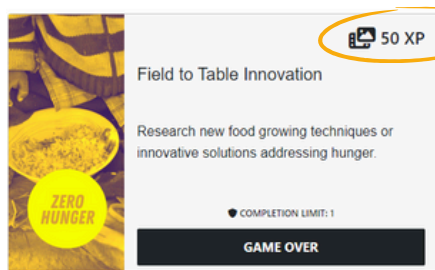 50 XP
Field to Table Innovation
Research new food growing techniques or
innovative solutions addressing hunger.
ZERO
HUNGER
COMPLETION LIMIT: 1
GAME OVER